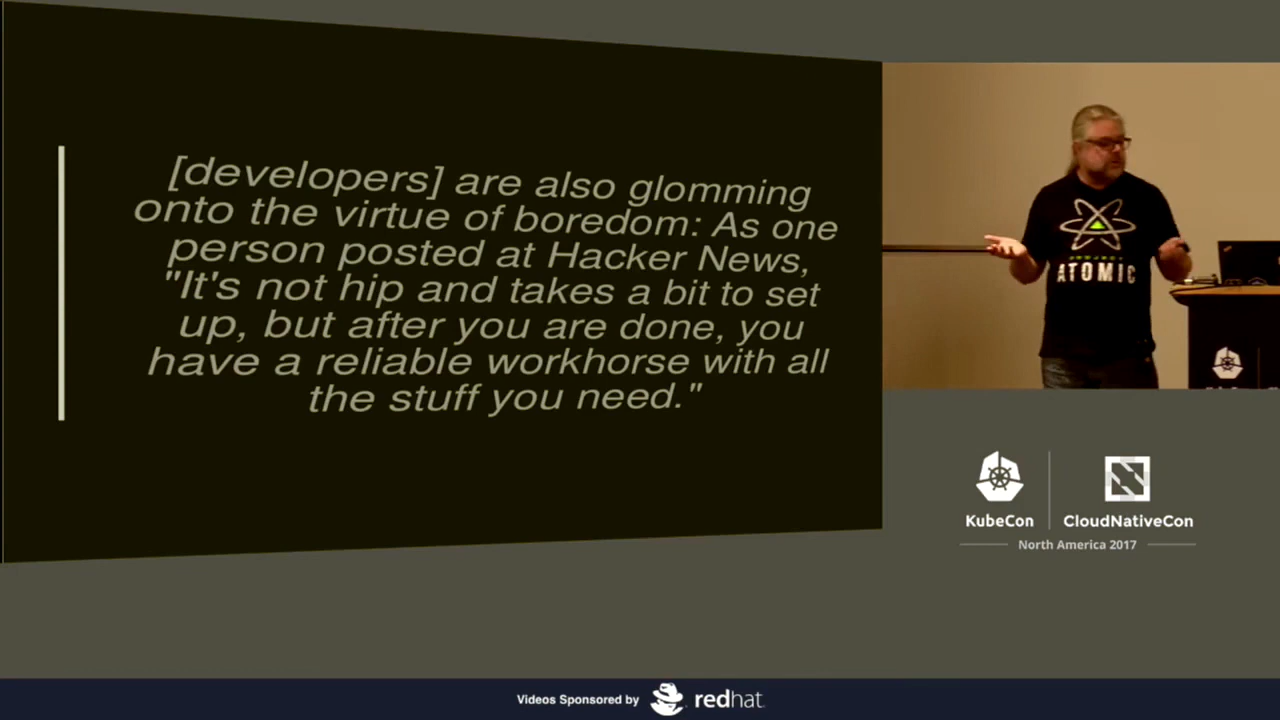 [developers] are also glomming
onto the virtue of boredom: As one
person posted at Hacker News,
"It's not hip and takes a bit to set
up, but after you are done, you
have a reliable workhorse with all
the stuff you need."
PROJECT
ATOMIC
KubeCon
CloudNativeCon
North America 2017
Videos Sponsored by
redhat